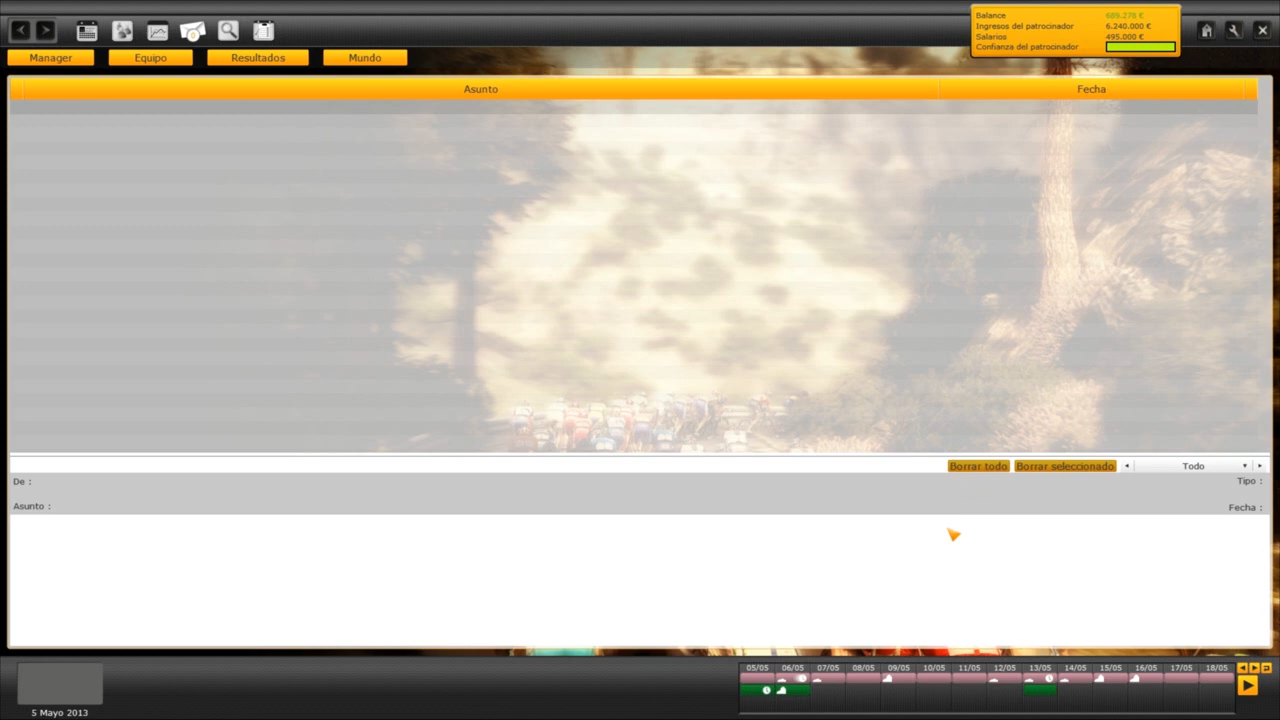 Balance 689.278 €
Ingresos del patrocinador 6.240.000 €
Salarios 495.000 €
Confianza del patrocinador
Manager Equipo Resultados Mundo
Asunto Fecha
Borrar todo Borrar seleccionado Todo
De : Tipo :
Asunto : Fecha :
05/05 06/05 07/05 08/05 09/05 10/05 11/05 12/05 13/05 14/05 15/05 16/05 17/05 18/05
5 Mayo 2013